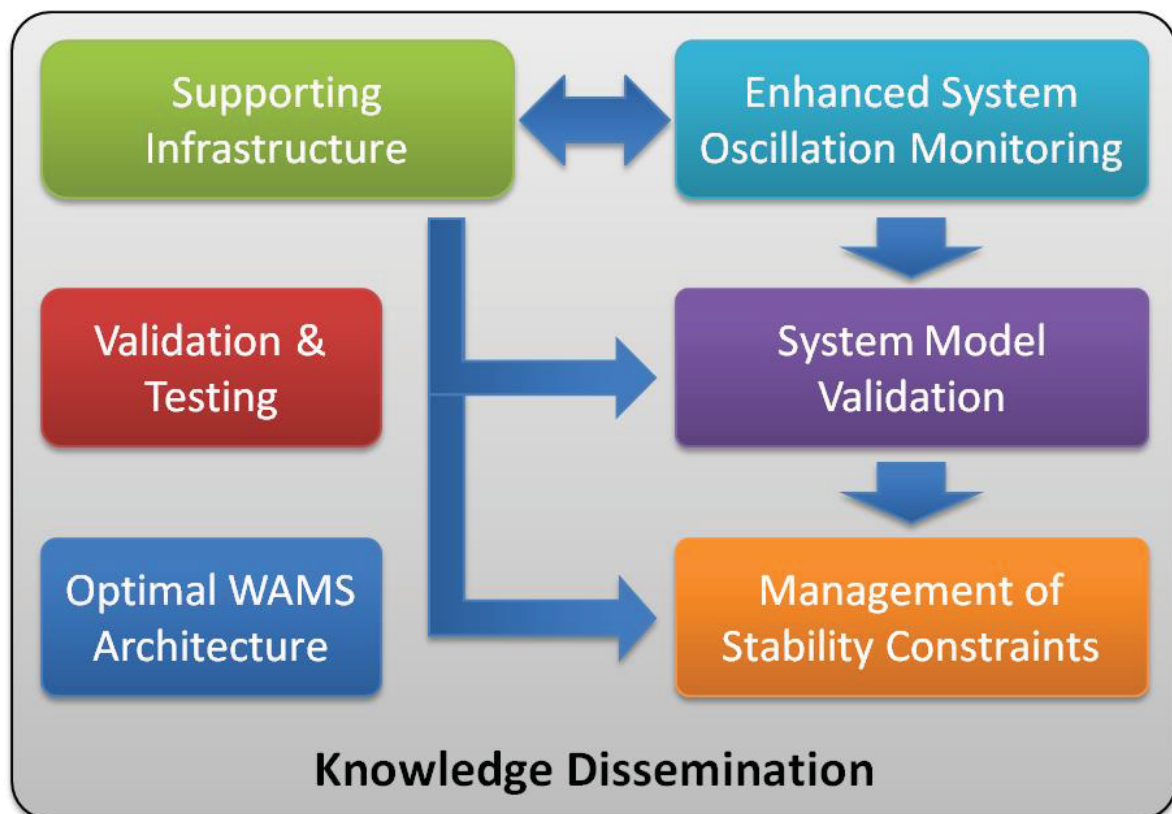 Supporting
Infrastructure
Enhanced System
Oscillation Monitoring
Validation &
Testing
System Model
Validation
Optimal WAMS
Architecture
Management of
Stability Constraints
Knowledge Dissemination